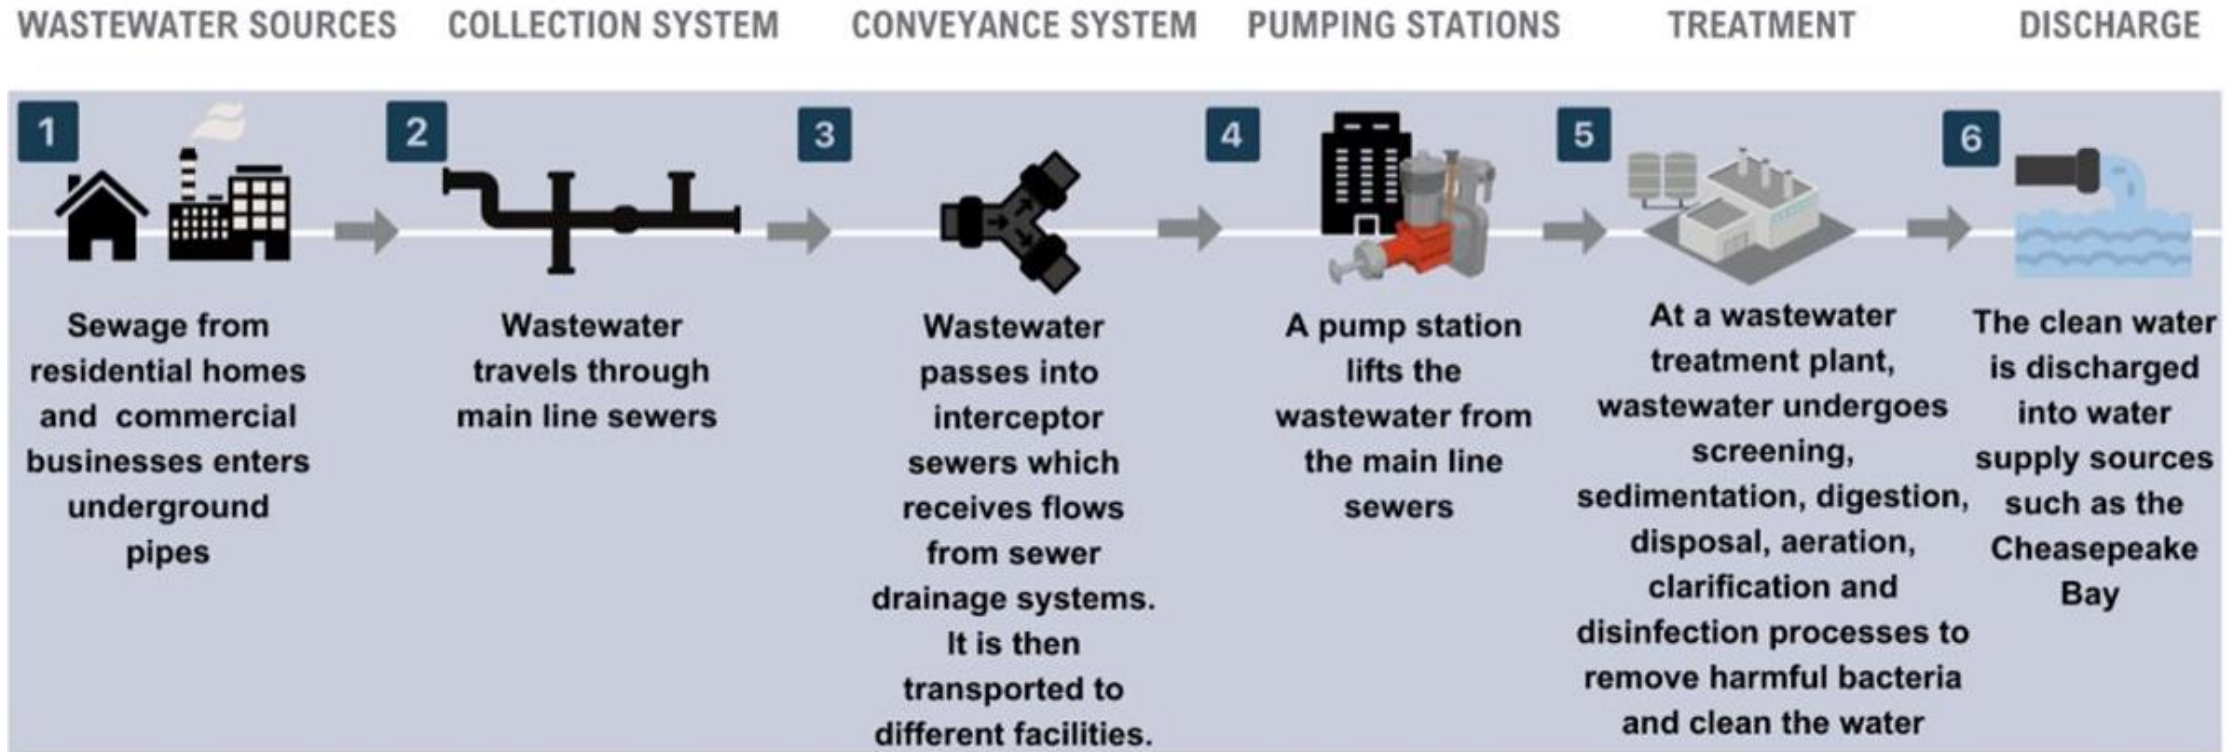 WASTEWATER SOURCES
COLLECTION SYSTEM
CONVEYANCE SYSTEM
PUMPING STATIONS
TREATMENT
DISCHARGE
1
Sewage from
residential homes
and commercial
businesses enters
underground
pipes
2
Wastewater
travels through
main line sewers
3
Wastewater
passes into
interceptor
sewers which
receives flows
from sewer
drainage systems.
It is then
transported to
different facilities.
4
A pump station
lifts the
wastewater from
the main line
sewers
5
At a wastewater
treatment plant,
wastewater undergoes
screening,
sedimentation, digestion,
disposal, aeration,
clarification and
disinfection processes to
remove harmful bacteria
and clean the water
6
The clean water
is discharged
into water
supply sources
such as the
Cheasepeake
Bay